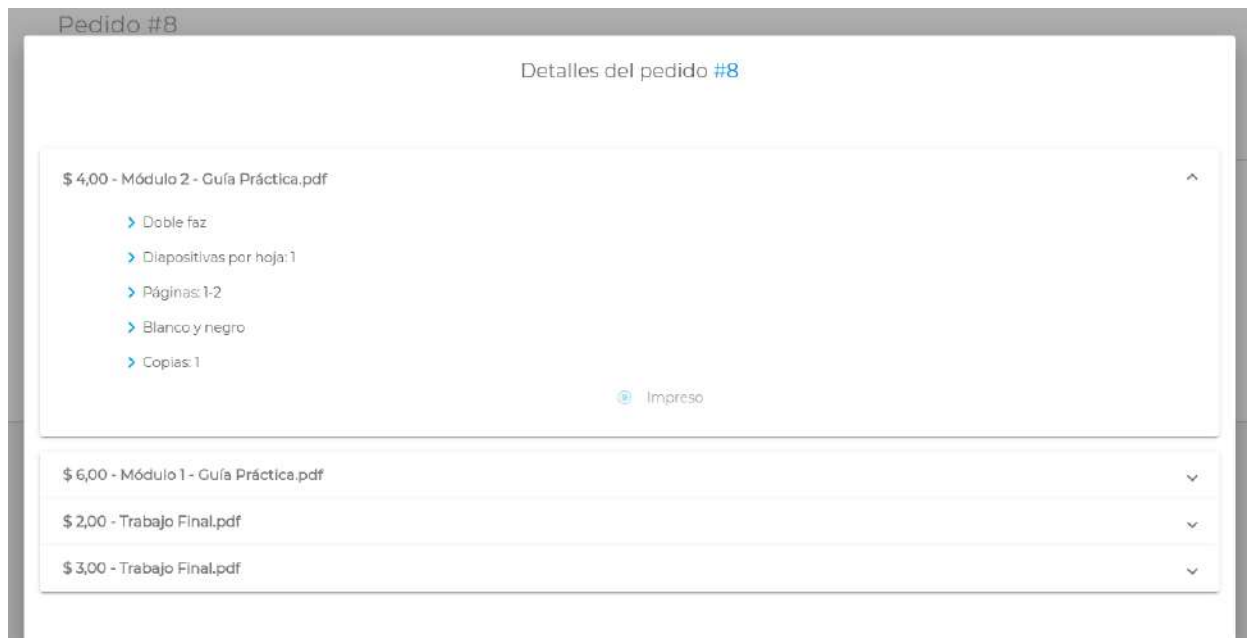 Pedido #8
Detalles del pedido #8
$ 4,00 - Módulo 2 - Guía Práctica.pdf
Doble faz
Diapositivas por hoja: 1
Páginas: 1-2
Blanco y negro
Copias: 1
Impreso
$ 6,00 - Módulo 1 - Guía Práctica.pdf
$ 2,00 - Trabajo Final.pdf
$ 3,00 - Trabajo Final.pdf